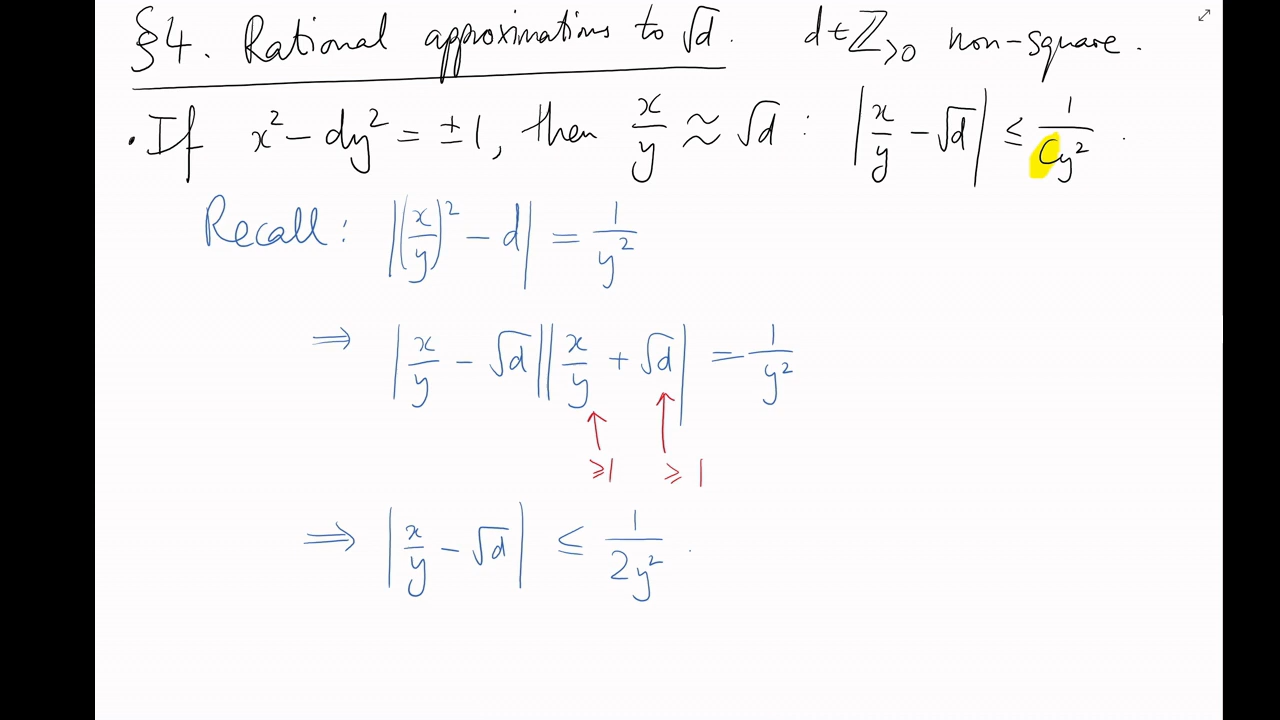 §4. Rational approximations to √d. d∈ℤ>0 non-square.
• If x² − dy² = ±1, then x/y ≈ √d : |x/y − √d| ≤ 1/Cy².
Recall: |(x/y)² − d| = 1/y²
⇒ |x/y − √d||x/y + √d| = 1/y²
≥1 ≥1
⇒ |x/y − √d| ≤ 1/2y².